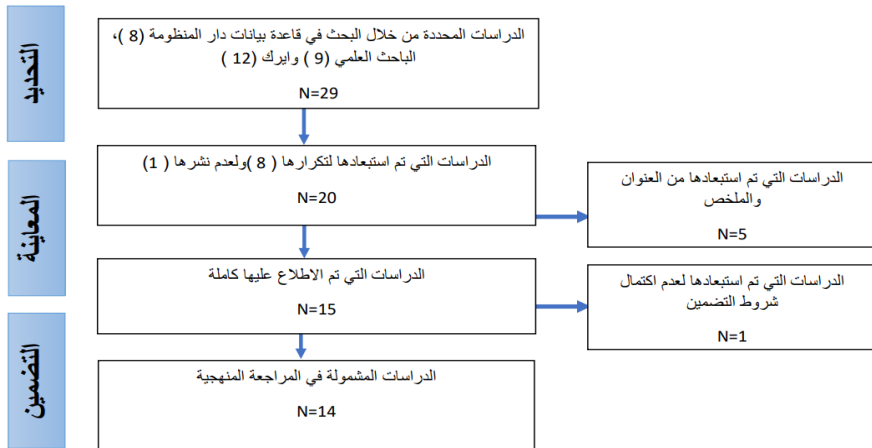 التحديد
الدراسات المحددة من خلال البحث في قاعدة بيانات دار المنظومة (8 )،
الباحث العلمي (9 ) وايرك (12 )
N=29
المعاينة
الدراسات التي تم استبعادها لتكرارها ( 8 )ولعدم نشرها ( 1)
N=20
الدراسات التي تم استبعادها من العنوان
والملخص
N=5
الدراسات التي تم الاطلاع عليها كاملة
N=15
الدراسات التي تم استبعادها لعدم اكتمال
شروط التضمين
N=1
التضمين
الدراسات المشمولة في المراجعة المنهجية
N=14